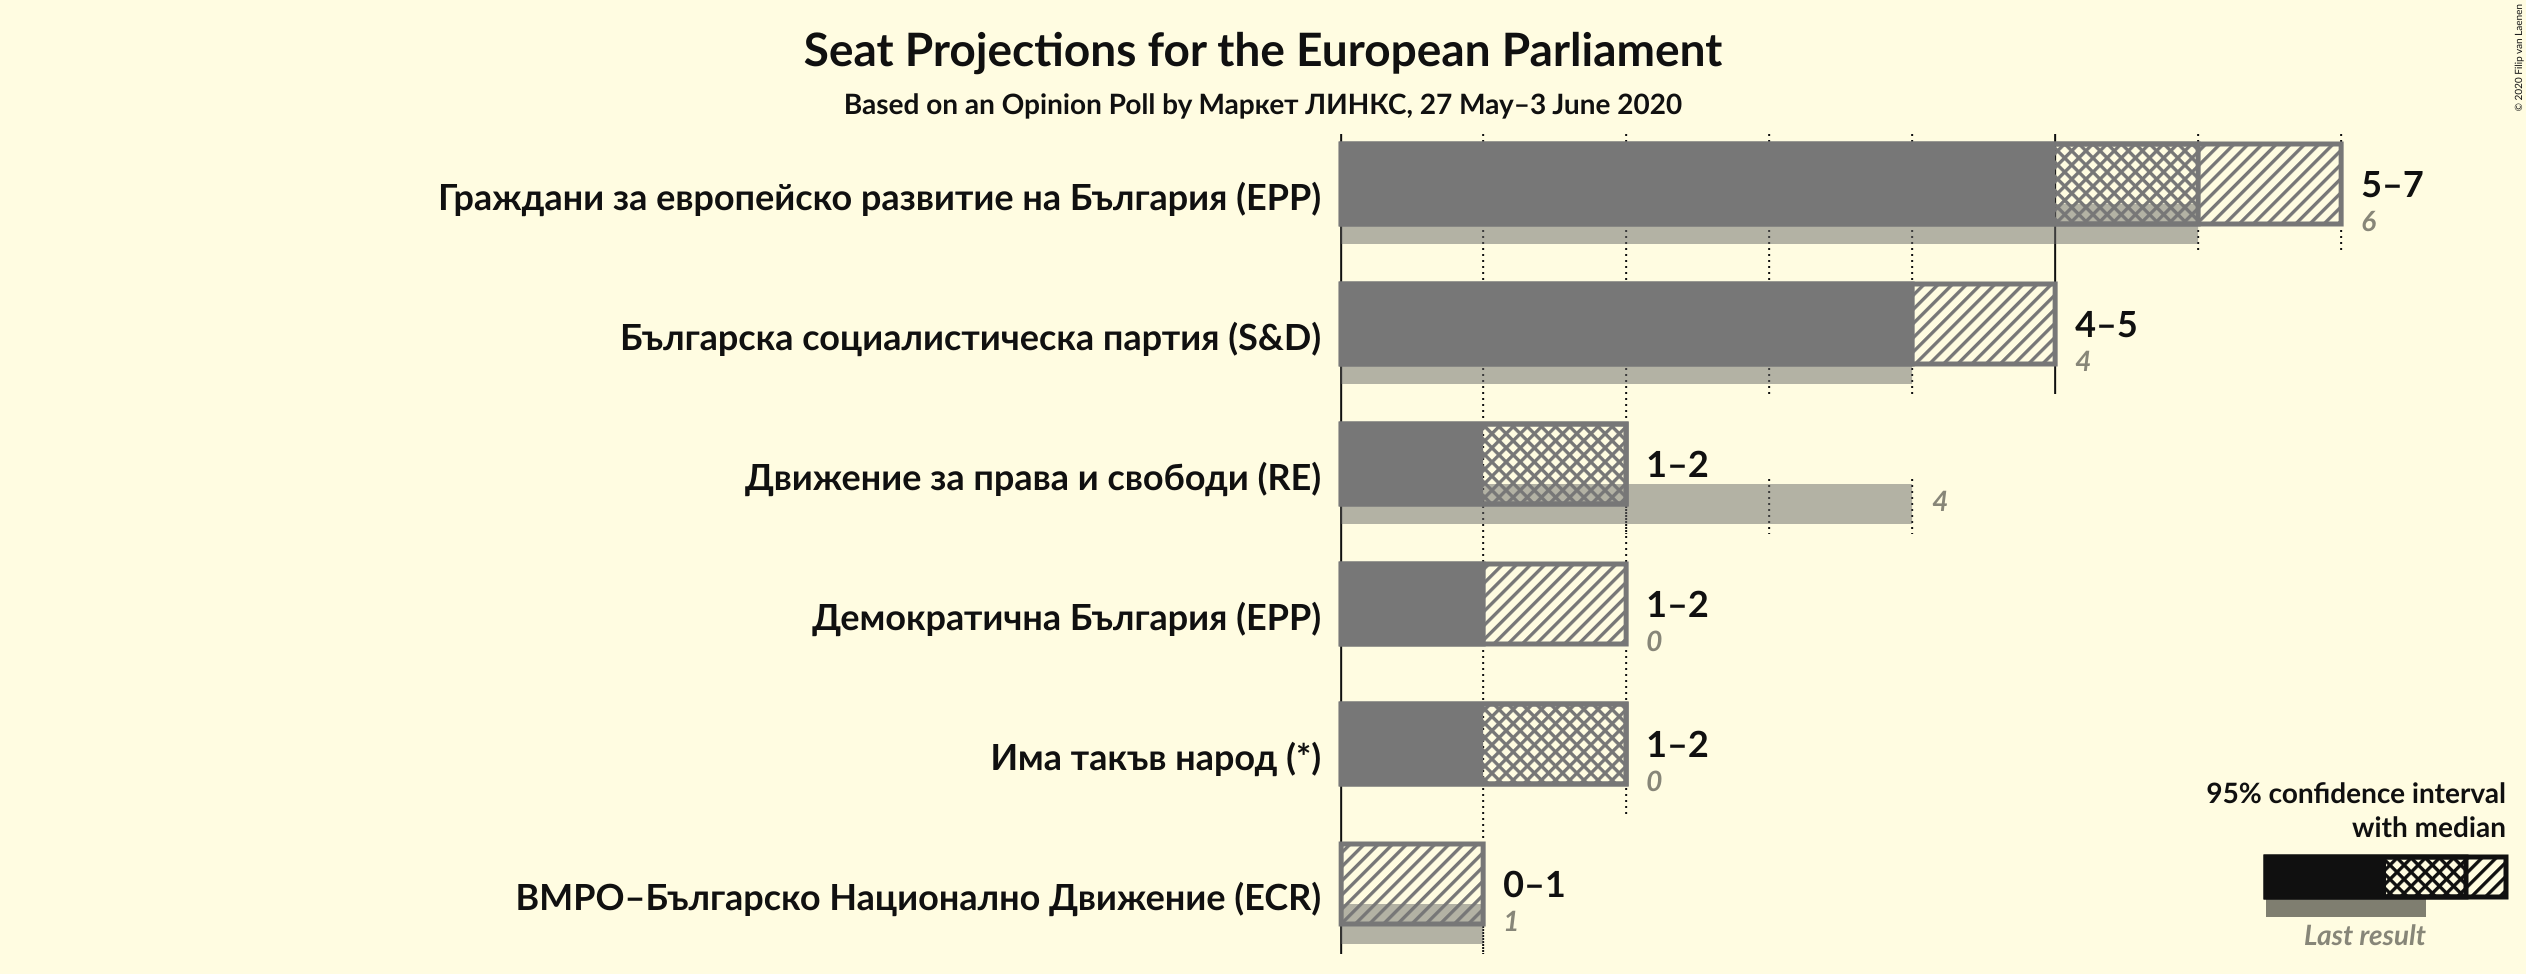 Seat Projections for the European Parliament
Based on an Opinion Poll by Маркет ЛИНКС, 27 May–3 June 2020
© 2020 Filip van Laenen
Граждани за европейско развитие на България (EPP)
5–7
6
Българска социалистическа партия (S&D)
4–5
4
Движение за права и свободи (RE)
1–2
4
Демократична България (EPP)
1–2
0
Има такъв народ (*)
1–2
0
ВМРО–Българско Национално Движение (ECR)
0–1
1
95% confidence interval
with median
Last result